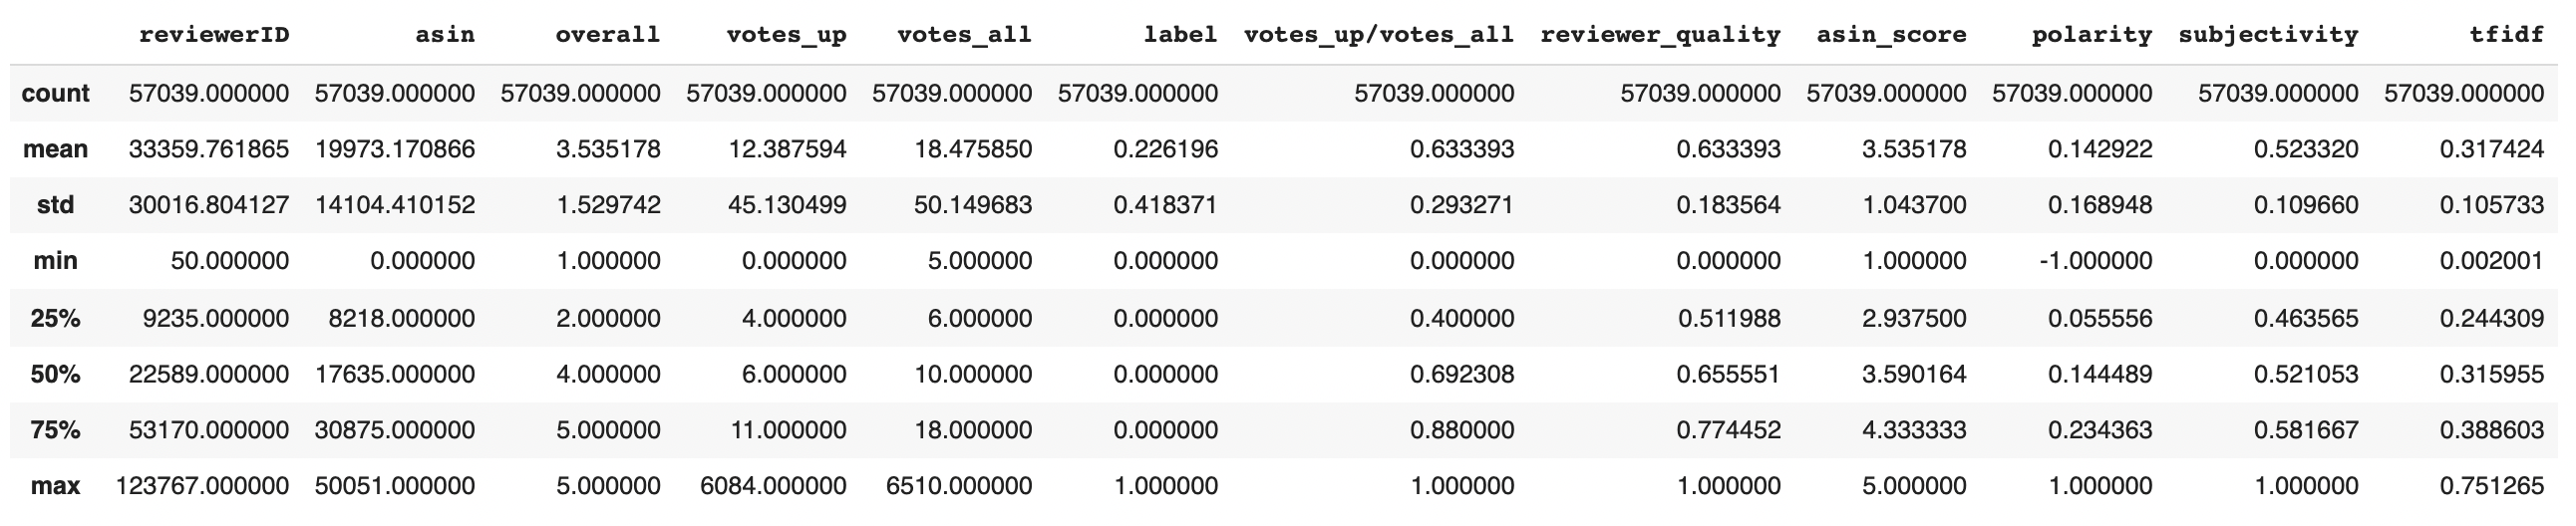 reviewerID asin overall votes_up votes_all label votes_up/votes_all reviewer_quality asin_score polarity subjectivity tfidf
count 57039.000000 57039.000000 57039.000000 57039.000000 57039.000000 57039.000000 57039.000000 57039.000000 57039.000000 57039.000000 57039.000000 57039.000000
mean 33359.761865 19973.170866 3.535178 12.387594 18.475850 0.226196 0.633393 0.633393 3.535178 0.142922 0.523320 0.317424
std 30016.804127 14104.410152 1.529742 45.130499 50.149683 0.418371 0.293271 0.183564 1.043700 0.168948 0.109660 0.105733
min 50.000000 0.000000 1.000000 0.000000 5.000000 0.000000 0.000000 0.000000 1.000000 -1.000000 0.000000 0.002001
25% 9235.000000 8218.000000 2.000000 4.000000 6.000000 0.000000 0.400000 0.511988 2.937500 0.055556 0.463565 0.244309
50% 22589.000000 17635.000000 4.000000 6.000000 10.000000 0.000000 0.692308 0.655551 3.590164 0.144489 0.521053 0.315955
75% 53170.000000 30875.000000 5.000000 11.000000 18.000000 0.000000 0.880000 0.774452 4.333333 0.234363 0.581667 0.388603
max 123767.000000 50051.000000 5.000000 6084.000000 6510.000000 1.000000 1.000000 1.000000 5.000000 1.000000 1.000000 0.751265